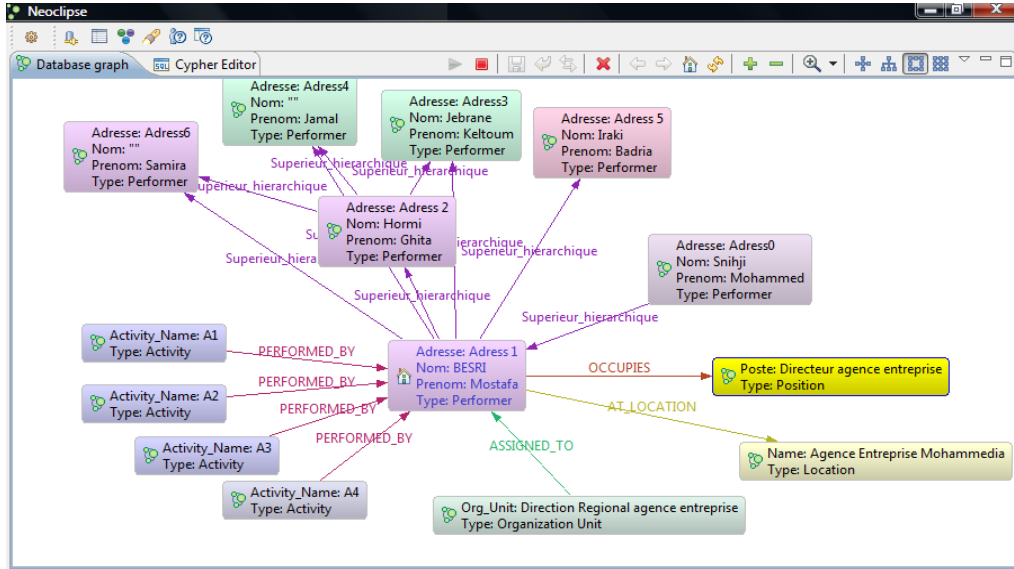 Neoclipse
Database graph
Cypher Editor
Adresse: Adress4
Nom: ""
Prenom: Jamal
Type: Performer
Adresse: Adress3
Nom: Jebrane
Prenom: Keltoum
Type: Performer
Adresse: Adress 5
Nom: Iraki
Prenom: Badria
Type: Performer
Adresse: Adress6
Nom: ""
Prenom: Samira
Type: Performer
Superieur_hierarchique
Superieur_hierarchique
Superieur_hierarchique
Adresse: Adress 2
Nom: Hormi
Prenom: Ghita
Type: Performer
Su
ierarchique
Superieur_hierarchique
Superieur_hiera
Adresse: Adress0
Nom: Snihji
Prenom: Mohammed
Type: Performer
Superieur_hierarchique
Superieur_hierarchique
Activity_Name: A1
Type: Activity
PERFORMED_BY
Adresse: Adress 1
Nom: BESRI
Prenom: Mostafa
Type: Performer
OCCUPIES
Poste: Directeur agence entreprise
Type: Position
Activity_Name: A2
Type: Activity
PERFORMED_BY
PERFORMED_BY
AT_LOCATION
Activity_Name: A3
Type: Activity
PERFORMED_BY
ASSIGNED_TO
Name: Agence Entreprise Mohammedia
Type: Location
Activity_Name: A4
Type: Activity
Org_Unit: Direction Regional agence entreprise
Type: Organization Unit